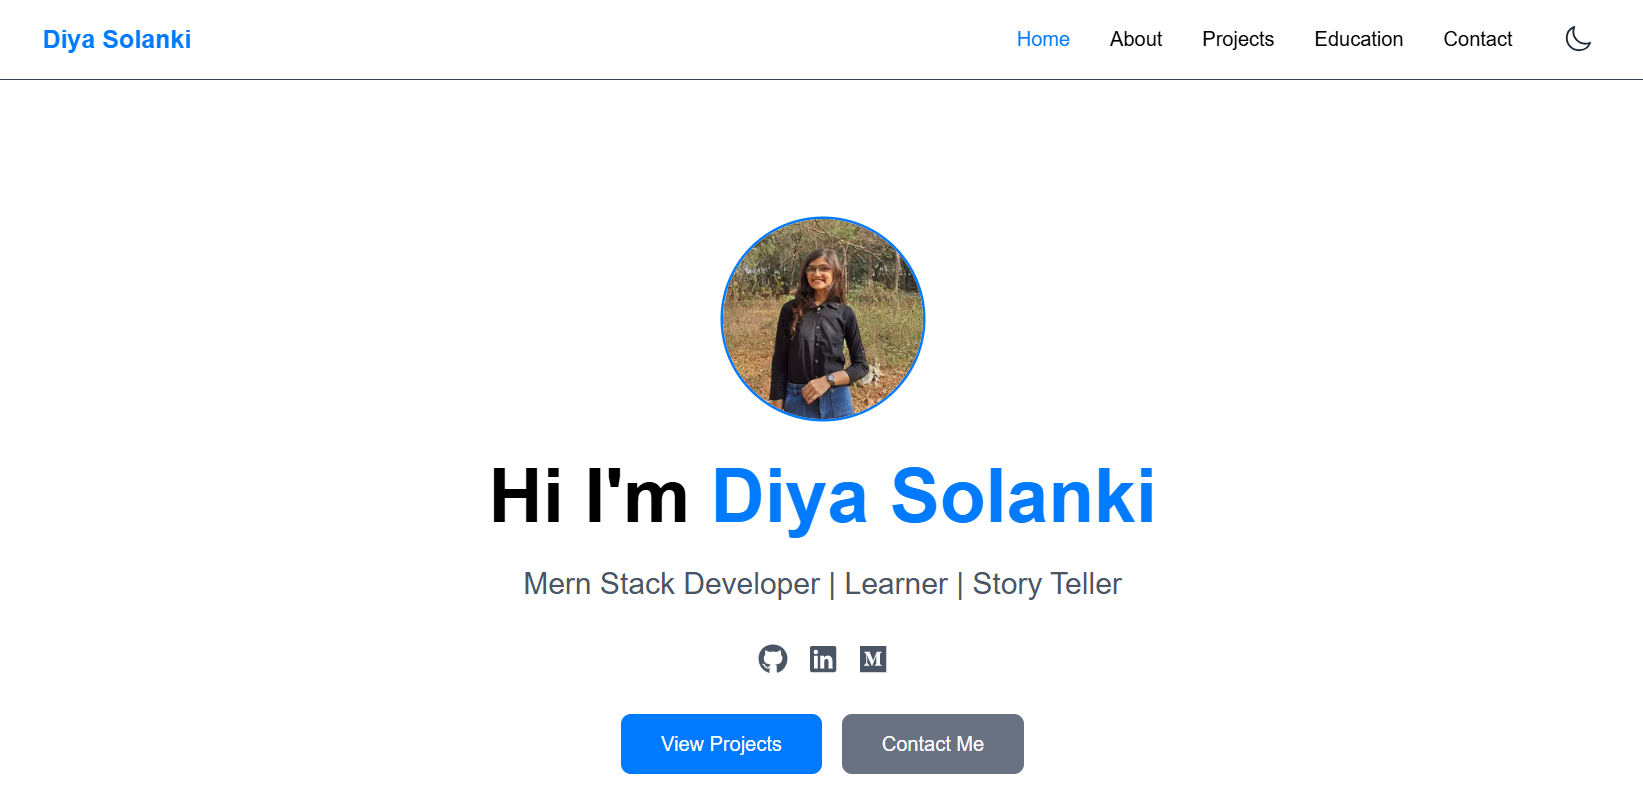 Diya Solanki
Home About Projects Education Contact
Hi I'm Diya Solanki
Mern Stack Developer | Learner | Story Teller
in M
View Projects Contact Me